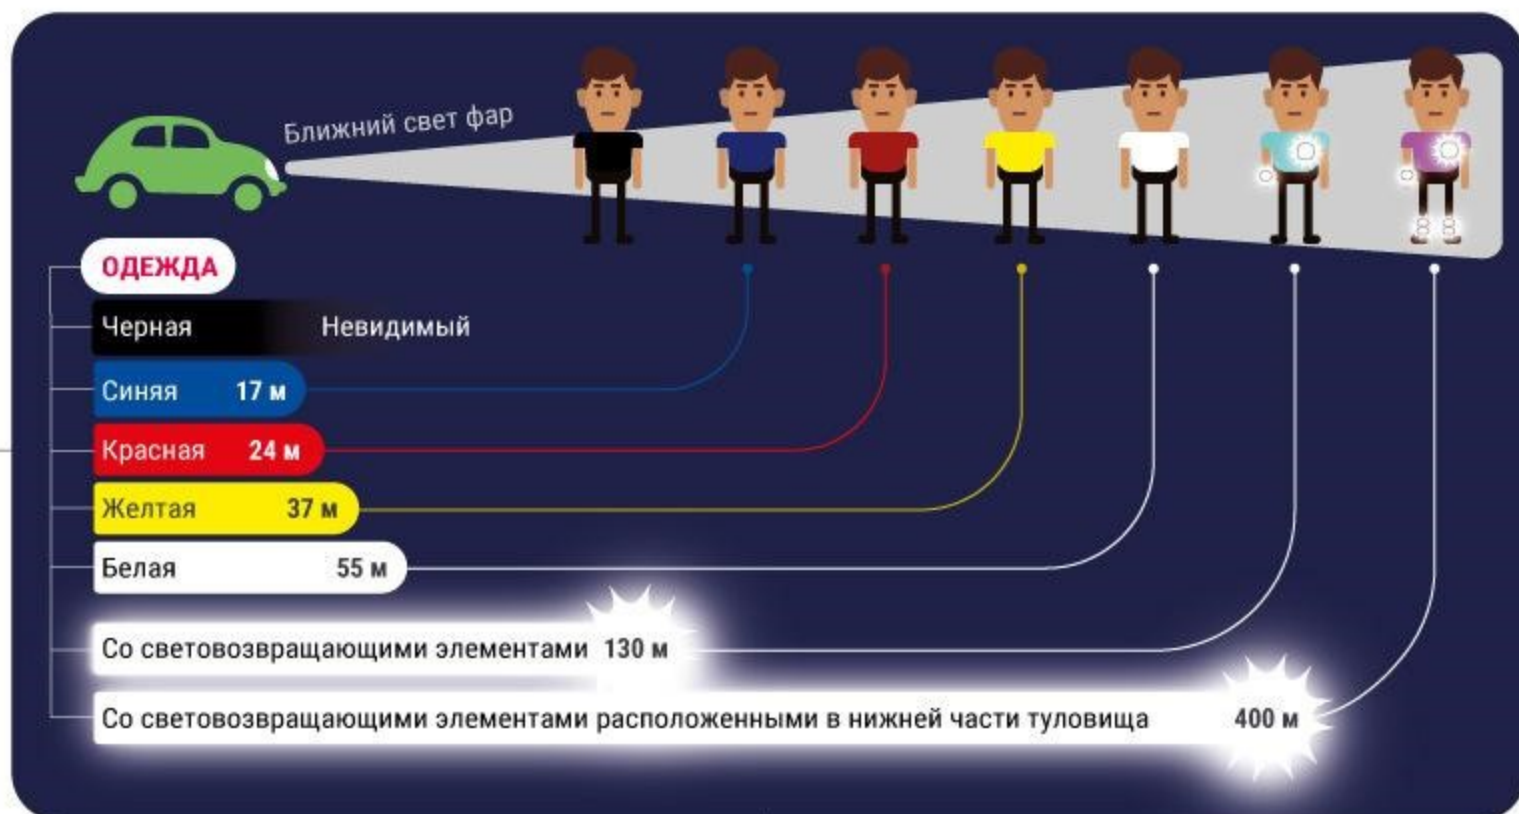 Ближний свет фар
ОДЕЖДА
Черная Невидимый
Синяя 17 м
Красная 24 м
Желтая 37 м
Белая 55 м
Со световозвращающими элементами 130 м
Со световозвращающими элементами расположенными в нижней части туловища 400 м